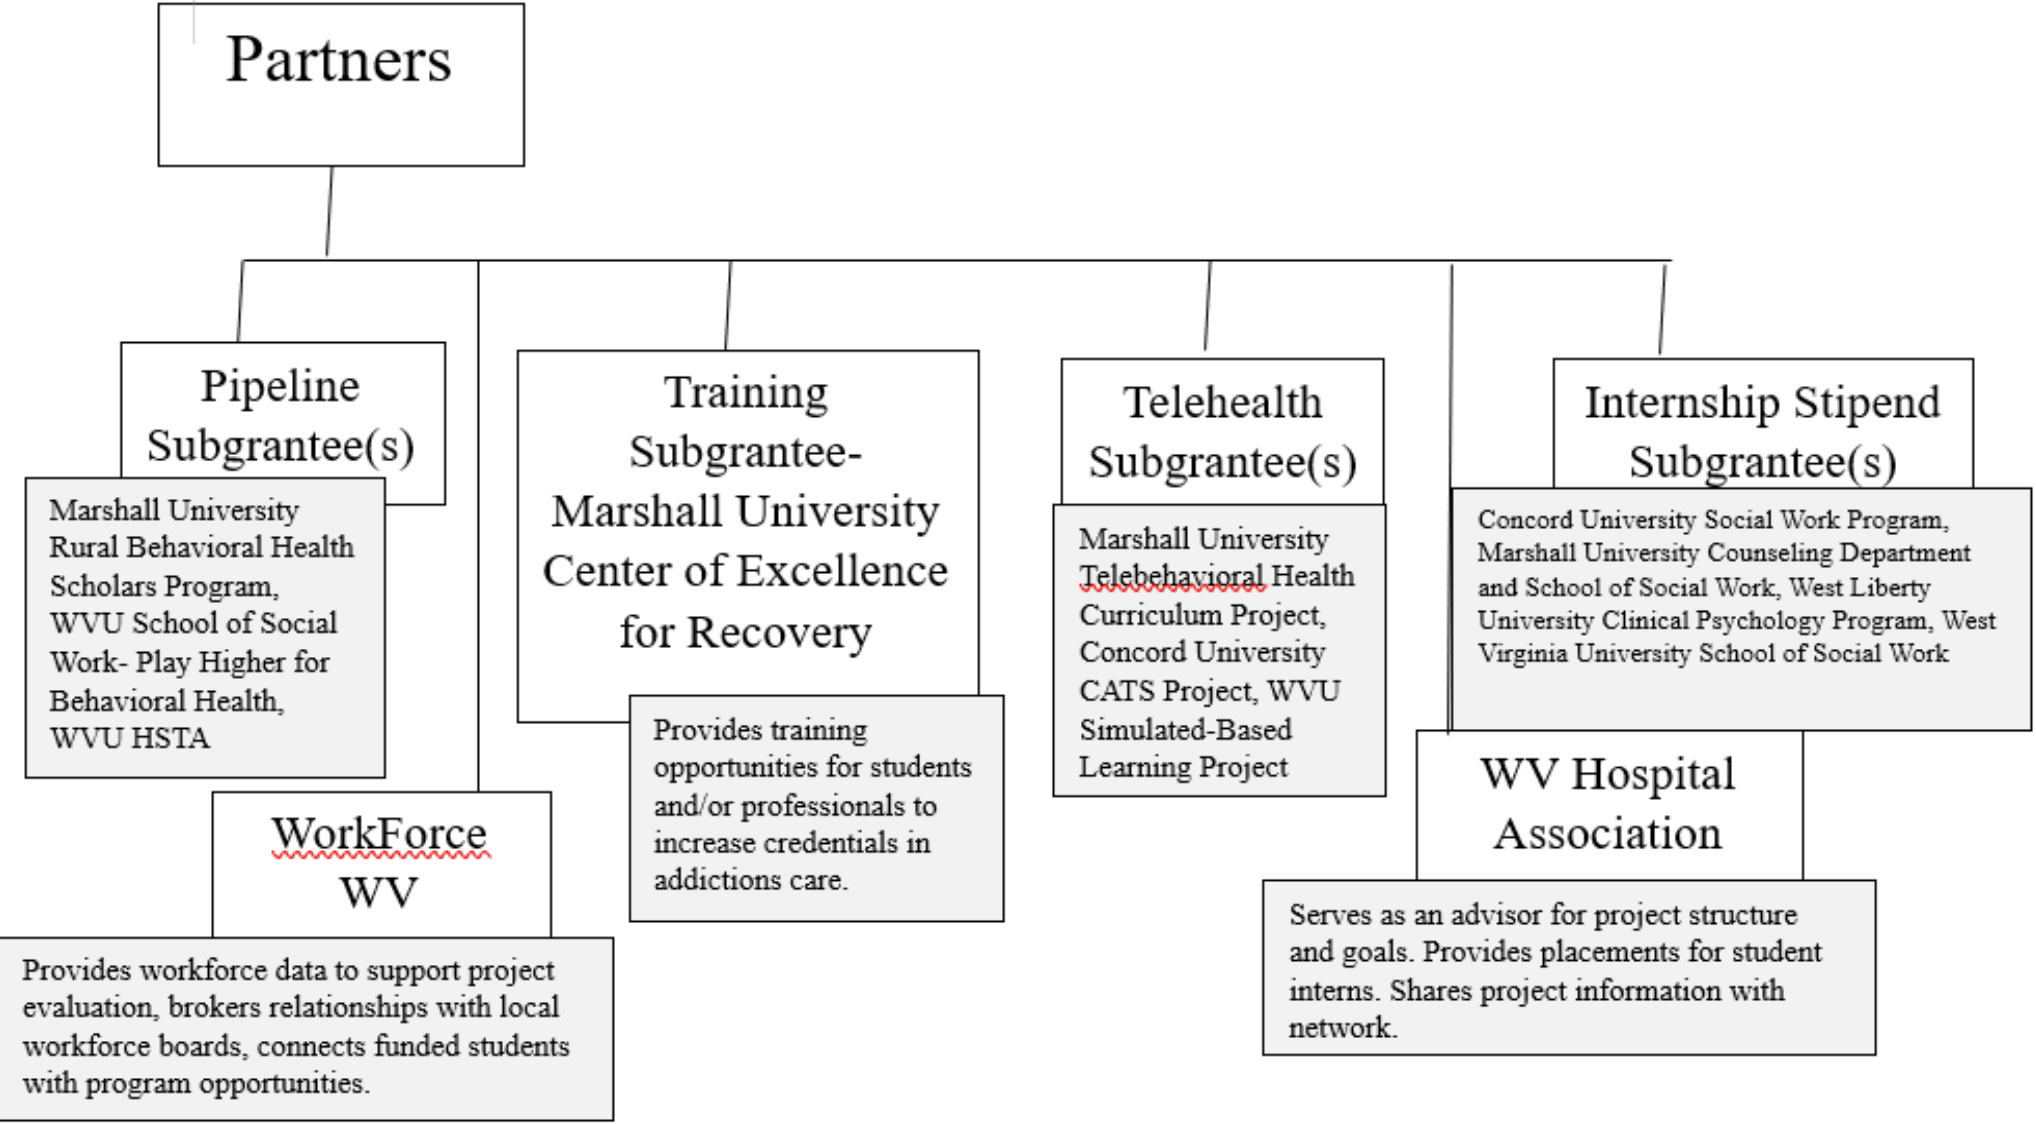 Partners
Pipeline
Subgrantee(s)
Marshall University
Rural Behavioral Health
Scholars Program,
WVU School of Social
Work- Play Higher for
Behavioral Health,
WVU HSTA
WorkForce
WV
Provides workforce data to support project
evaluation, brokers relationships with local
workforce boards, connects funded students
with program opportunities.
Training
Subgrantee-
Marshall University
Center of Excellence
for Recovery
Provides training
opportunities for students
and/or professionals to
increase credentials in
addictions care.
Telehealth
Subgrantee(s)
Marshall University
Telebehavioral Health
Curriculum Project,
Concord University
CATS Project, WVU
Simulated-Based
Learning Project
Internship Stipend
Subgrantee(s)
Concord University Social Work Program,
Marshall University Counseling Department
and School of Social Work, West Liberty
University Clinical Psychology Program, West
Virginia University School of Social Work
WV Hospital
Association
Serves as an advisor for project structure
and goals. Provides placements for student
interns. Shares project information with
network.